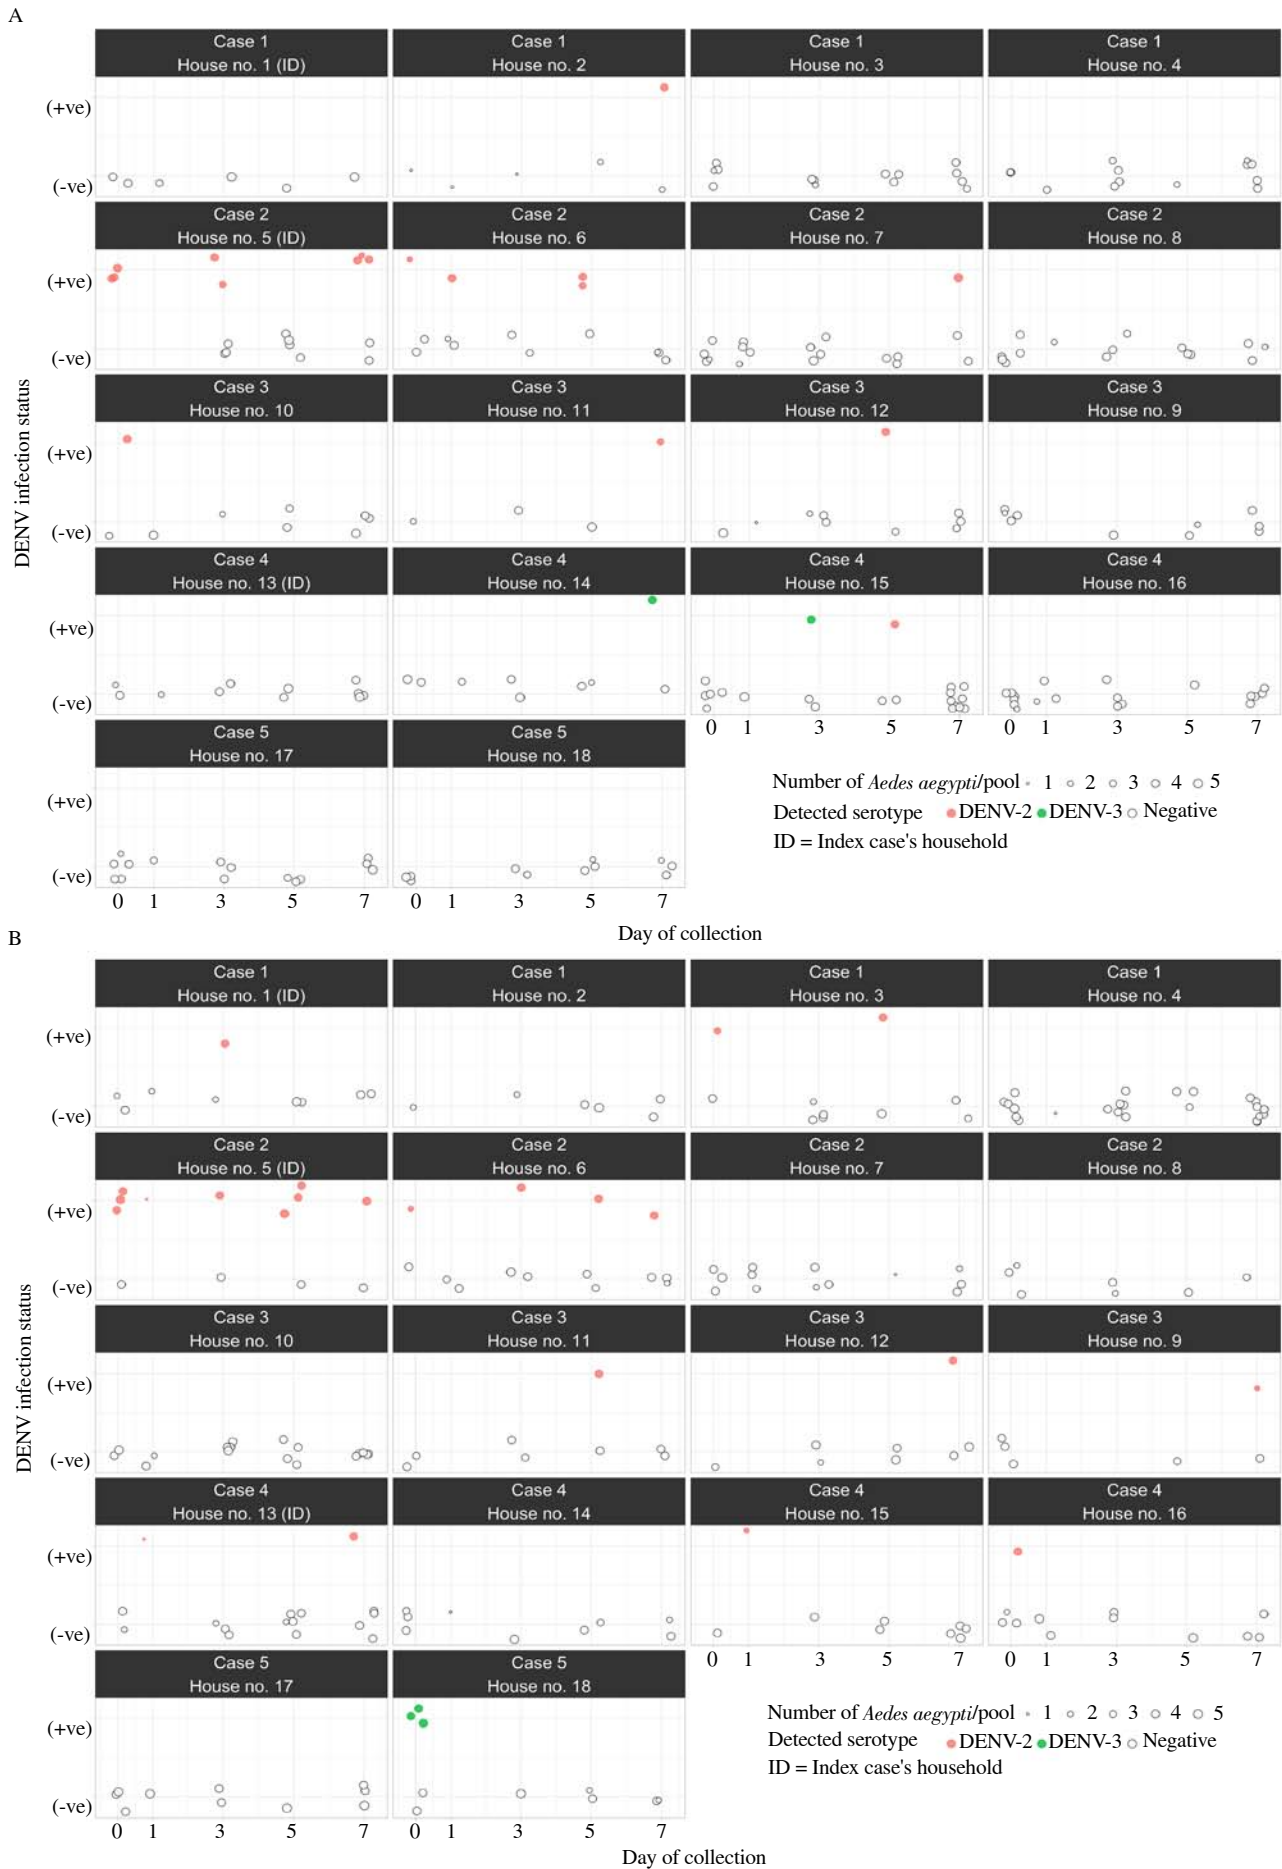 A
Case 1 Case 1 Case 1 Case 1
House no. 1 (ID) House no. 2 House no. 3 House no. 4
(+ve)
(-ve)
Case 2 Case 2 Case 2 Case 2
House no. 5 (ID) House no. 6 House no. 7 House no. 8
(+ve)
(-ve)
Case 3 Case 3 Case 3 Case 3
House no. 10 House no. 11 House no. 12 House no. 9
(+ve)
(-ve)
DENV infection status
Case 4 Case 4 Case 4 Case 4
House no. 13 (ID) House no. 14 House no. 15 House no. 16
(+ve)
(-ve)
0 1 3 5 7 0 1 3 5 7
Case 5 Case 5
House no. 17 House no. 18
(+ve)
(-ve)
0 1 3 5 7 0 1 3 5 7
Number of Aedes aegypti/pool 1 2 3 4 5
Detected serotype DENV-2 DENV-3 Negative
ID = Index case's household
Day of collection
B
Case 1 Case 1 Case 1 Case 1
House no. 1 (ID) House no. 2 House no. 3 House no. 4
(+ve)
(-ve)
Case 2 Case 2 Case 2 Case 2
House no. 5 (ID) House no. 6 House no. 7 House no. 8
(+ve)
(-ve)
Case 3 Case 3 Case 3 Case 3
House no. 10 House no. 11 House no. 12 House no. 9
(+ve)
(-ve)
DENV infection status
Case 4 Case 4 Case 4 Case 4
House no. 13 (ID) House no. 14 House no. 15 House no. 16
(+ve)
(-ve)
0 1 3 5 7 0 1 3 5 7
Case 5 Case 5
House no. 17 House no. 18
(+ve)
(-ve)
0 1 3 5 7 0 1 3 5 7
Number of Aedes aegypti/pool 1 2 3 4 5
Detected serotype DENV-2 DENV-3 Negative
ID = Index case's household
Day of collection